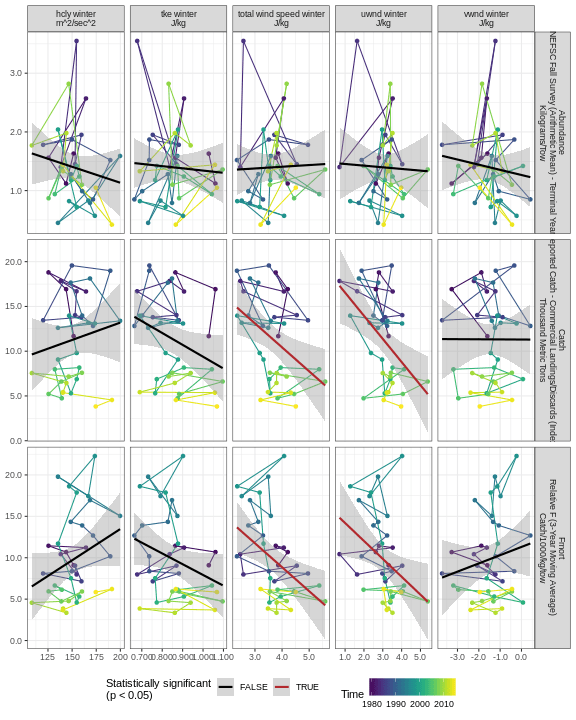 hcly winter
m^2/sec^2
tke winter
J/kg
total wind speed winter
J/kg
uwnd winter
J/kg
vwnd winter
J/kg
3.0
2.0
1.0
Abundance
NEFSC Fall Survey (Arithmetic Mean) - Terminal Year
Kilograms/Tow
20.0
15.0
10.0
5.0
0.0
Catch
Catch - Commercial Landings/Discards
Thousand Metric Tons
20.0
15.0
10.0
5.0
0.0
Fmort
Relative F (3-Year Moving Average)
Catch/1000/kg/tow
125 150 175 200
0.700 0.800 0.900 1.000 1.100
3.0 4.0 5.0
1.0 2.0 3.0 4.0 5.0
-3.0 -2.0 -1.0 0.0
Statistically significant
(p < 0.05)
FALSE
TRUE
Time
1980 1990 2000 2010